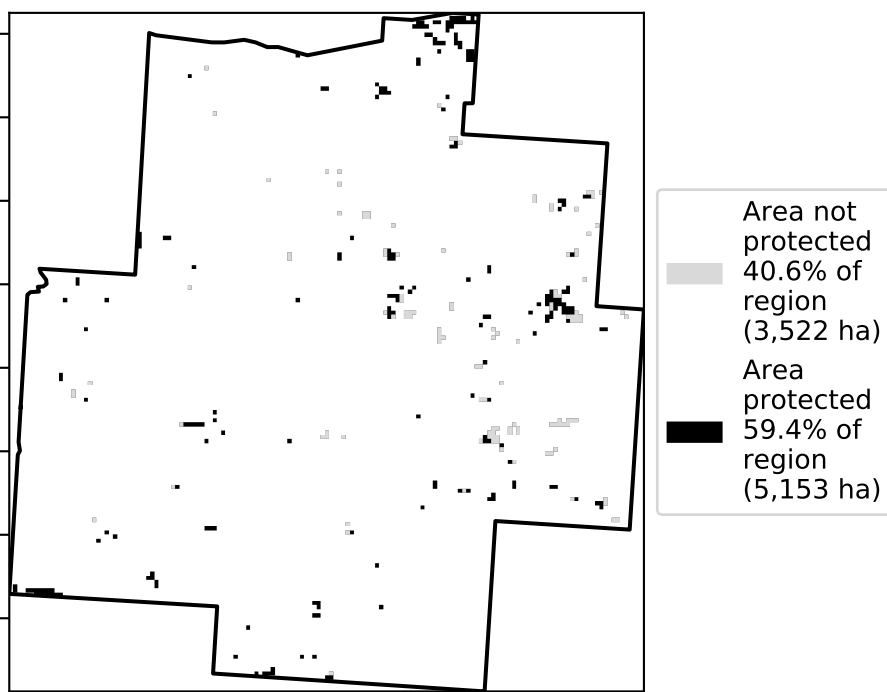 Area not
protected
40.6% of
region
(3,522 ha)
Area
protected
59.4% of
region
(5,153 ha)